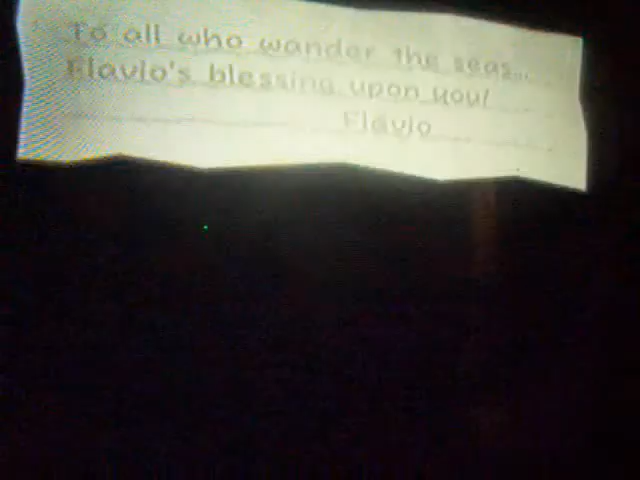 To all who wander the seas...
Flavio's blessing upon you!
Flavio